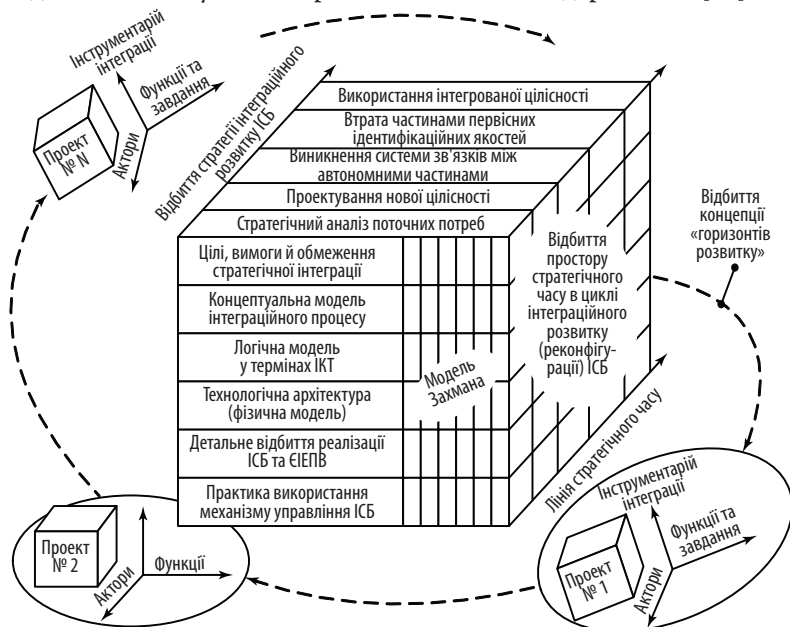 Інструментарій
інтеграції
Функції та
завдання
Актори
Проект
№ N
Відбиття стратегії інтеграційного
розвитку ІСБ
Використання інтегрованої цілісності
Втрата частинами первісних
ідентифікаційних якостей
Виникнення системи зв'язків між
автономними частинами
Проектування нової цілісності
Стратегічний аналіз поточних потреб
Цілі, вимоги й обмеження
стратегічної інтеграції
Концептуальна модель
інтеграційного процесу
Логічна модель
у термінах ІКТ
Технологічна архітектура
(фізична модель)
Детальне відбиття реалізації
ІСБ та ЄІЕПВ
Практика використання
механізму управління ІСБ
Модель
Захмана
Відбиття
простору
стратегічного
часу в циклі
інтеграційного
розвитку
(реконфігу-
рації) ІСБ
Відбиття
концепції
«горизонтів
розвитку»
Лінія стратегічного часу
Проект
№ 2
Актори
Функції
Інструментарій
інтеграції
Функції та
завдання
Актори
Проект
№ 1